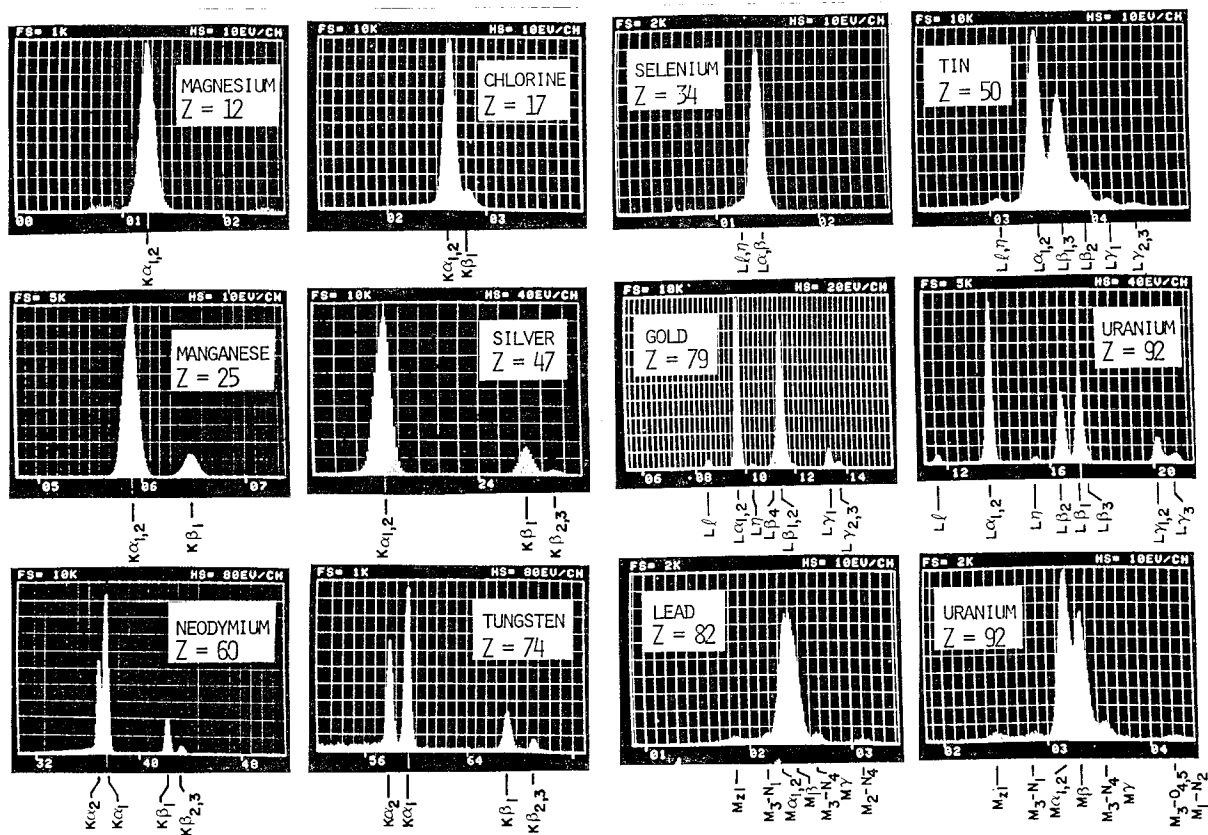 FS= 1K HS= 10EV/CH
MAGNESIUM
Z = 12
00 01 02
Kα1,2
FS= 10K HS= 10EV/CH
CHLORINE
Z = 17
02 03
Kα1,2 Kβ1
FS= 2K HS= 10EV/CH
SELENIUM
Z = 34
01 02
Lℓ,η Lα,β
FS= 10K HS= 10EV/CH
TIN
Z = 50
03 04
Lℓ,η Lα1,2 Lβ1,3 Lβ2 Lγ1 Lγ2,3
FS= 5K HS= 10EV/CH
MANGANESE
Z = 25
05 06 07
Kα1,2 Kβ1
FS= 10K HS= 40EV/CH
SILVER
Z = 47
24
Kα1,2 Kβ1 Kβ2,3
FS= 10K HS= 20EV/CH
GOLD
Z = 79
06 08 10 12 14
Lℓ Lα1,2 Lη Lβ4 Lβ1,2 Lγ1 Lγ2,3
FS= 5K HS= 40EV/CH
URANIUM
Z = 92
12 16 20
Lℓ Lα1,2 Lη Lβ2 Lβ1 Lβ3 Lγ1,2 Lγ3
FS= 10K HS= 80EV/CH
NEODYMIUM
Z = 60
32 40 48
Kα2 Kα1 Kβ1 Kβ2,3
FS= 1K HS= 80EV/CH
TUNGSTEN
Z = 74
56 64
Kα2 Kα1 Kβ1 Kβ2,3
FS= 2K HS= 10EV/CH
LEAD
Z = 82
01 02 03
Mz1 M3-N1 Mα1,2 Mβ M3-N4 Mγ M2-N4
FS= 2K HS= 10EV/CH
URANIUM
Z = 92
02 03 04
Mz1 M3-N1 Mα1,2 Mβ M3-N4 Mγ M3-O4,5 M1-N2